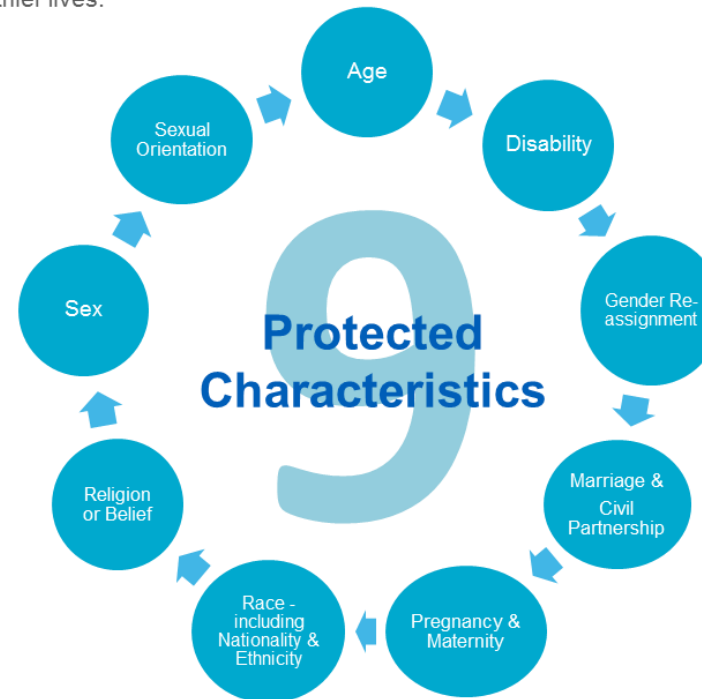 lives.
Age
Disability
Gender Re-
assignment
Marriage &
Civil
Partnership
Pregnancy &
Maternity
Race -
including
Nationality &
Ethnicity
Religion
or Belief
Sex
Sexual
Orientation
9
Protected
Characteristics